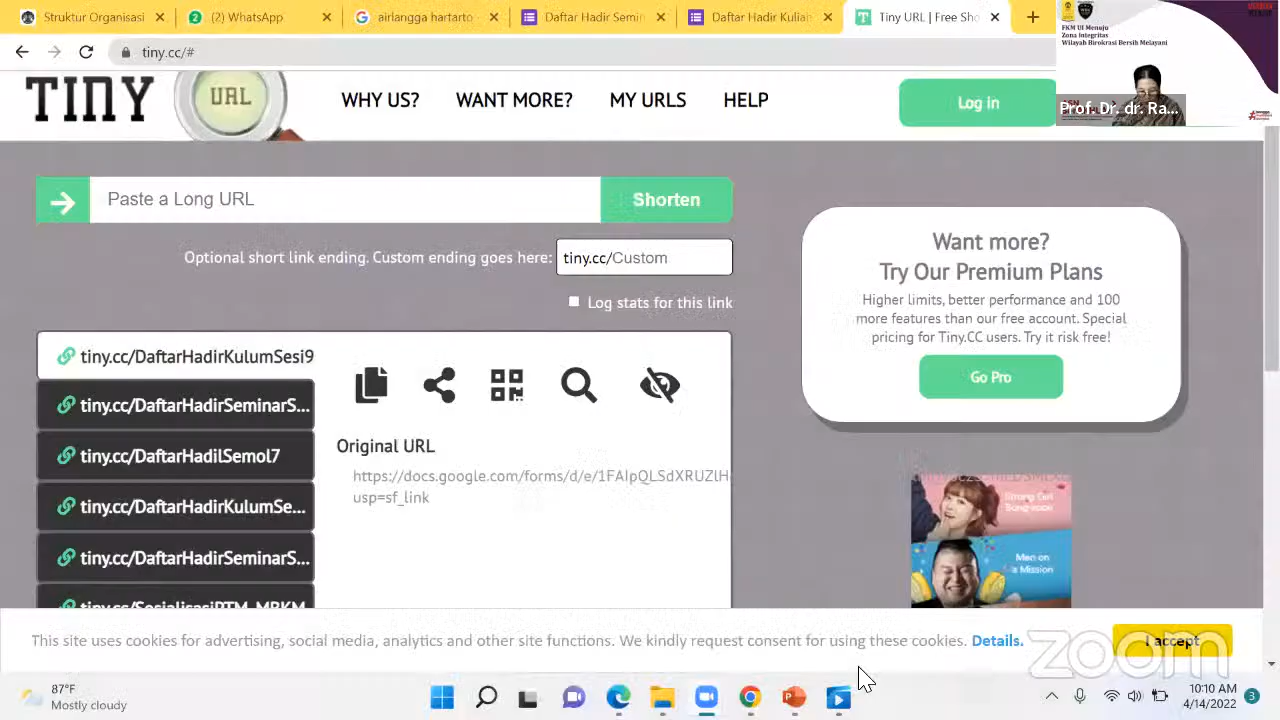 Struktur Organisasi
(2) WhatsApp
airlangga hartarto
Daftar Hadir Semin
Daftar Hadir Kuliah
Tiny URL | Free Sho
tiny.cc/#
FKM UI Menuju
Zona Integritas
Wilayah Birokrasi Bersih Melayani
Prof. Dr. dr. Ra...
TINY
URL
WHY US?
WANT MORE?
MY URLS
HELP
Log in
Paste a Long URL
Shorten
Optional short link ending. Custom ending goes here:
tiny.cc/Custom
Log stats for this link
Want more?
Try Our Premium Plans
Higher limits, better performance and 100
more features than our free account. Special
pricing for Tiny.CC users. Try it risk free!
Go Pro
tiny.cc/DaftarHadirKulumSesi9
tiny.cc/DaftarHadirSeminarS...
tiny.cc/DaftarHadilSemol7
tiny.cc/DaftarHadirKulumSe...
tiny.cc/DaftarHadirSeminarS...
tiny.cc/SosialisasiPTM_MBKM
Original URL
https://docs.google.com/forms/d/e/1FAIpQLSdXRUZlH
usp=sf_link
Strong Girl
Bong-soon
Men on
a Mission
This site uses cookies for advertising, social media, analytics and other site functions. We kindly request consent for using these cookies. Details.
I accept
zoom
87°F
Mostly cloudy
10:10 AM
4/14/2022
3